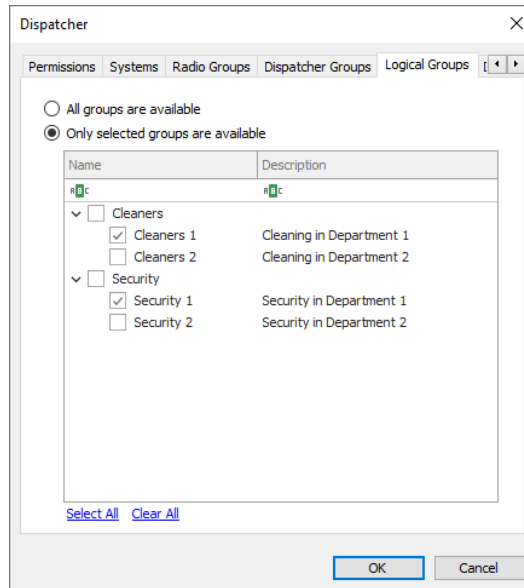 Dispatcher
Permissions Systems Radio Groups Dispatcher Groups Logical Groups
All groups are available
Only selected groups are available
Name Description
ABC ABC
Cleaners
Cleaners 1 Cleaning in Department 1
Cleaners 2 Cleaning in Department 2
Security
Security 1 Security in Department 1
Security 2 Security in Department 2
Select All Clear All
OK Cancel